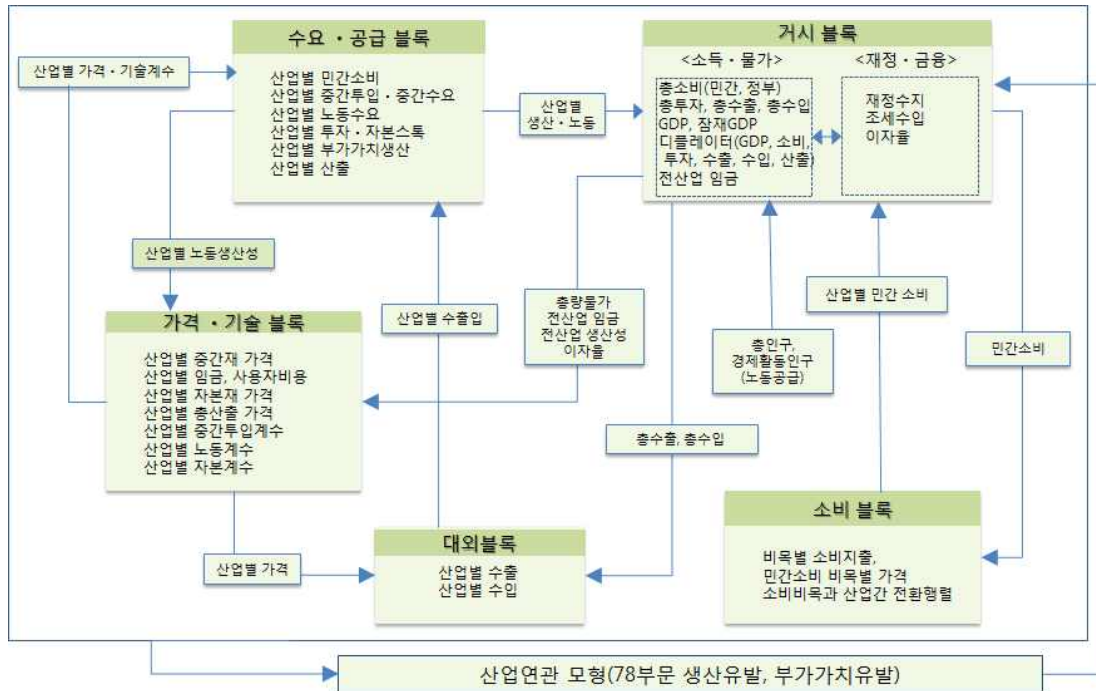 수요 · 공급 블록
산업별 민간소비
산업별 중간투입 · 중간수요
산업별 노동수요
산업별 투자 · 자본스톡
산업별 부가가치생산
산업별 산출
산업별 가격 · 기술계수
산업별
생산 · 노동
거시 블록
<소득 · 물가>
<재정 · 금융>
총소비(민간, 정부)
총투자, 총수출, 총수입
GDP, 잠재GDP
디플레이터(GDP, 소비,
투자, 수출, 수입, 산출)
전산업 임금
재정수지
조세수입
이자율
산업별 노동생산성
산업별 수출입
총량물가
전산업 임금
전산업 생산성
이자율
총인구,
경제활동인구
(노동공급)
산업별 민간 소비
민간소비
가격 · 기술 블록
산업별 중간재 가격
산업별 임금, 사용자비용
산업별 자본재 가격
산업별 총산출 가격
산업별 중간투입계수
산업별 노동계수
산업별 자본계수
총수출, 총수입
산업별 가격
대외블록
산업별 수출
산업별 수입
소비 블록
비목별 소비지출,
민간소비 비목별 가격
소비비목과 산업간 전환행렬
산업연관 모형(78부문 생산유발, 부가가치유발)